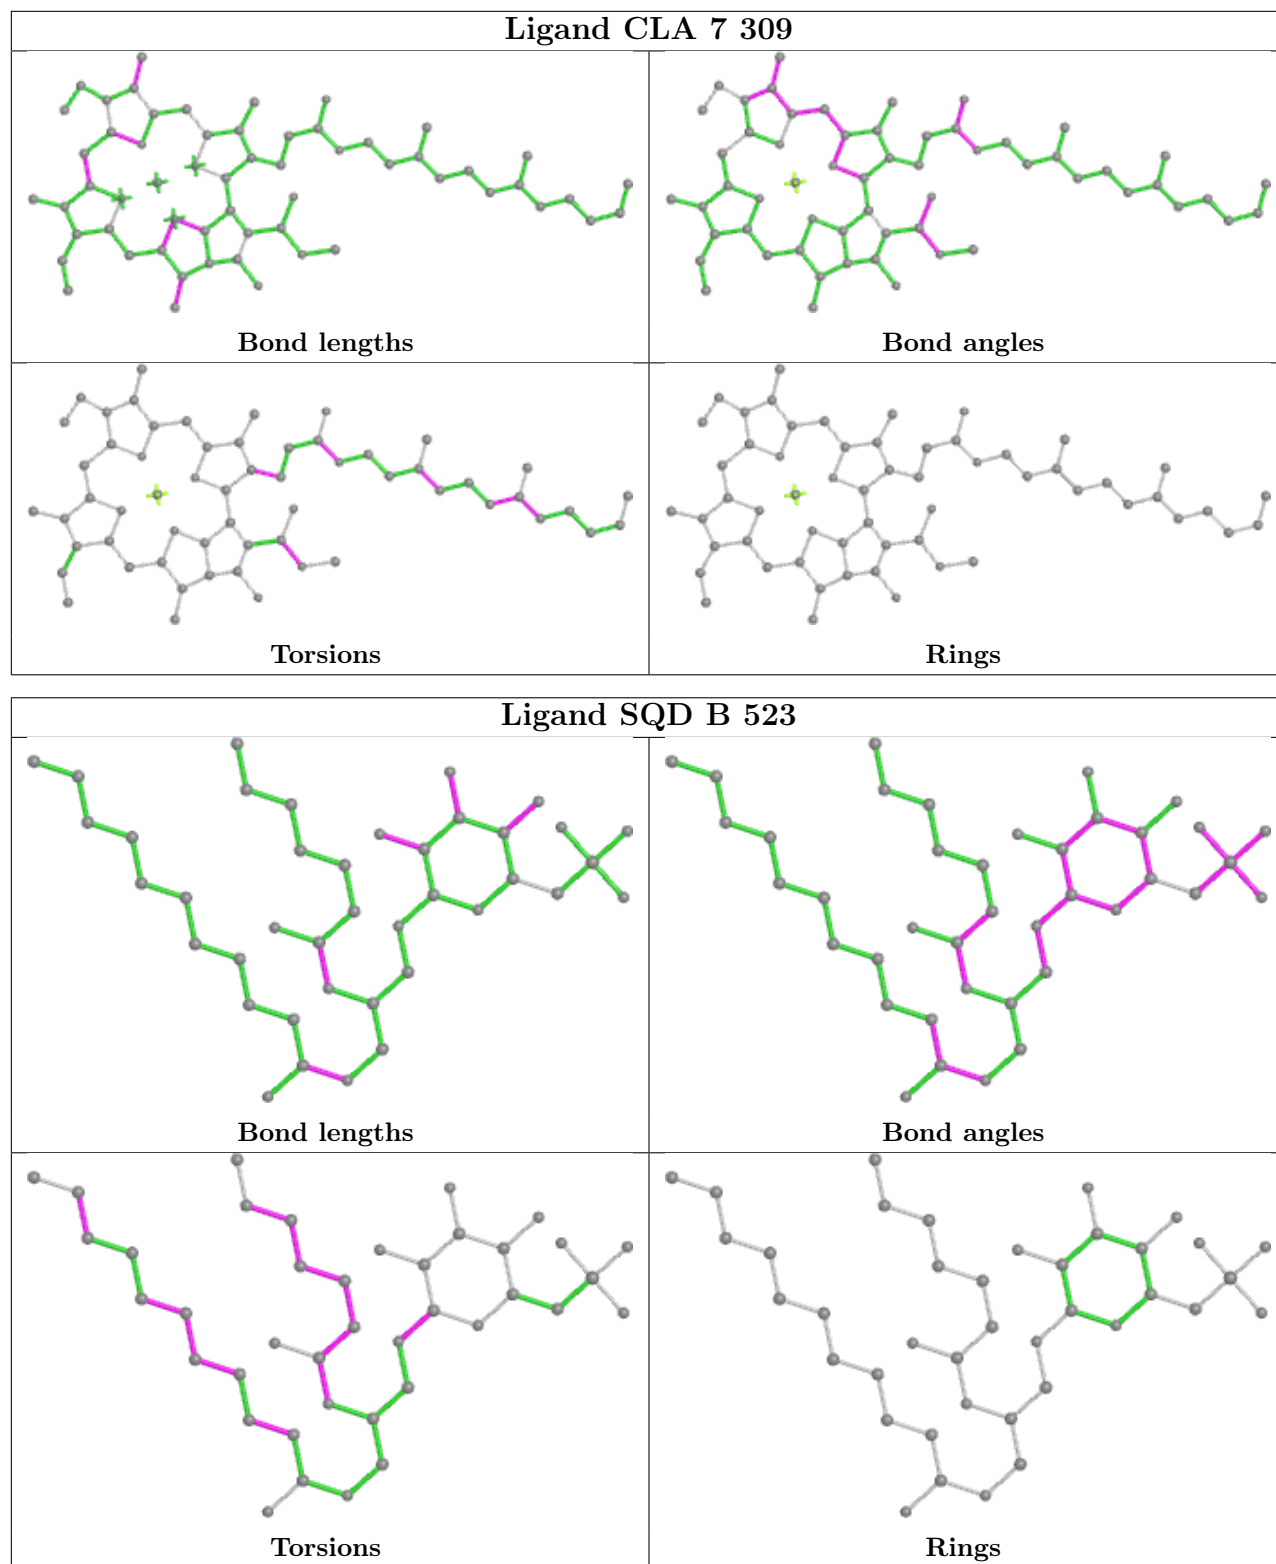 Ligand CLA 7 309
Bond lengths
Bond angles
Torsions
Rings
Ligand SQD B 523
Bond lengths
Bond angles
Torsions
Rings